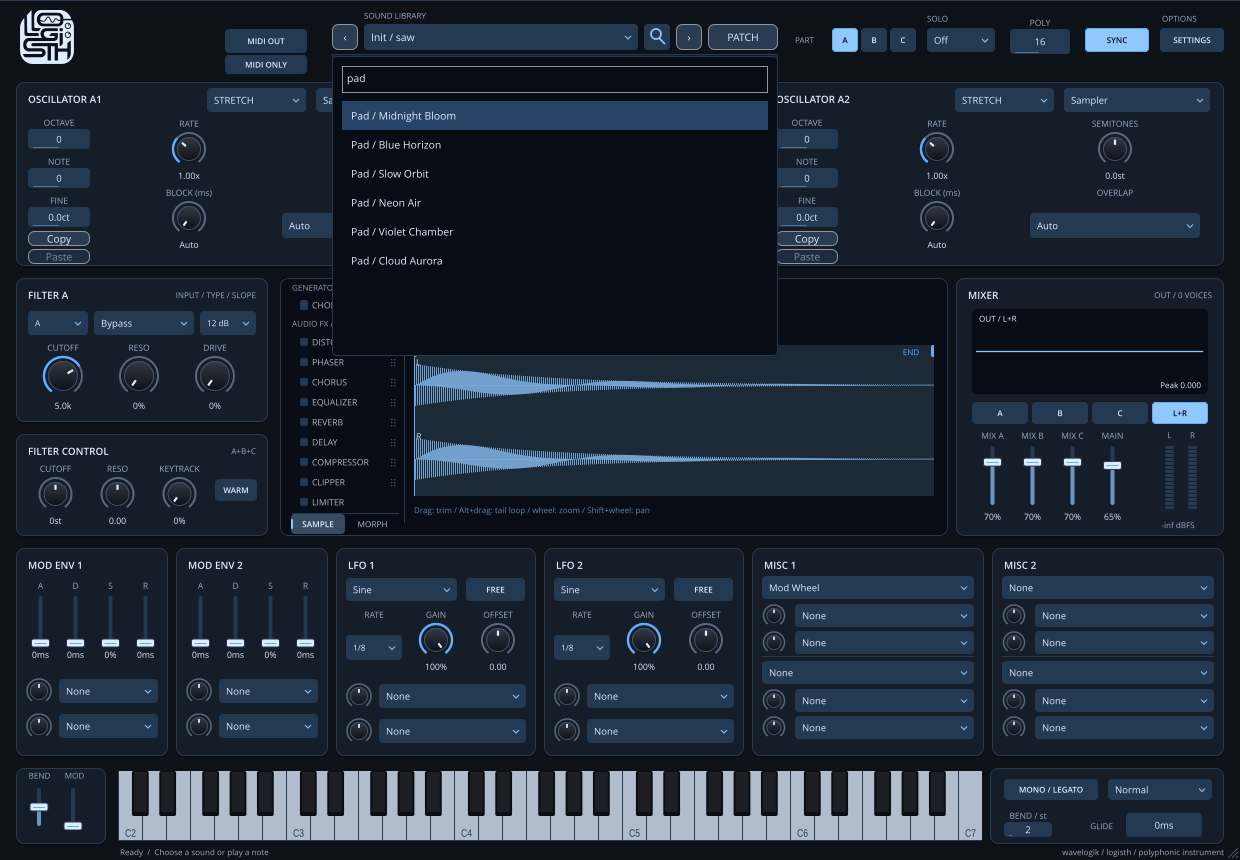 LOGISTH
SOUND LIBRARY
MIDI OUT
MIDI ONLY
‹
Init / saw
›
PATCH
PART
A
B
C
SOLO
Off
POLY
16
SYNC
OPTIONS
SETTINGS
pad
Pad / Midnight Bloom
Pad / Blue Horizon
Pad / Slow Orbit
Pad / Neon Air
Pad / Violet Chamber
Pad / Cloud Aurora
OSCILLATOR A1
STRETCH
Sa
OCTAVE
0
NOTE
0
FINE
0.0ct
Copy
Paste
RATE
1.00x
BLOCK (ms)
Auto
Auto
OSCILLATOR A2
STRETCH
Sampler
OCTAVE
0
NOTE
0
FINE
0.0ct
Copy
Paste
RATE
1.00x
BLOCK (ms)
Auto
SEMITONES
0.0st
OVERLAP
Auto
FILTER A
INPUT / TYPE / SLOPE
A
Bypass
12 dB
CUTOFF
RESO
DRIVE
5.0k
0%
0%
FILTER CONTROL
A+B+C
CUTOFF
RESO
KEYTRACK
WARM
0st
0.00
0%
GENERATO
CHO
AUDIO FX /
DISTO
PHASER
CHORUS
EQUALIZER
REVERB
DELAY
COMPRESSOR
CLIPPER
LIMITER
SAMPLE
MORPH
END
L
R
Drag: trim / Alt+drag: tail loop / wheel: zoom / Shift+wheel: pan
MIXER
OUT / 0 VOICES
OUT / L+R
Peak 0.000
A
B
C
L+R
MIX A
MIX B
MIX C
MAIN
L
R
70%
70%
70%
65%
-inf dBFS
MOD ENV 1
A
D
S
R
0ms
0ms
0%
0ms
None
None
MOD ENV 2
A
D
S
R
0ms
0ms
0%
0ms
None
None
LFO 1
Sine
FREE
RATE
GAIN
OFFSET
1/8
100%
0.00
None
None
LFO 2
Sine
FREE
RATE
GAIN
OFFSET
1/8
100%
0.00
None
None
MISC 1
Mod Wheel
None
None
None
None
None
MISC 2
None
None
None
None
None
None
BEND
MOD
C2
C3
C4
C5
C6
C7
MONO / LEGATO
Normal
BEND / st
2
GLIDE
0ms
Ready / Choose a sound or play a note
wavelogik / logisth / polyphonic instrument